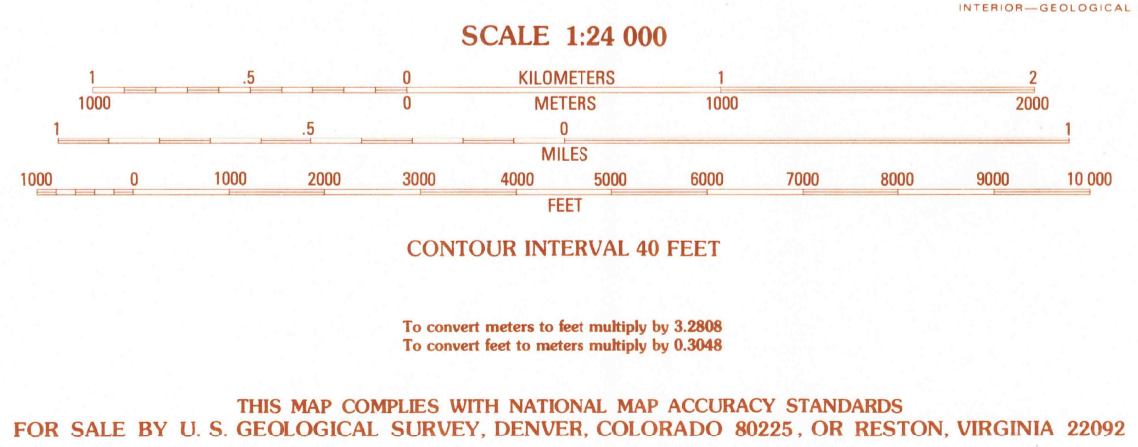 INTERIOR—GEOLOGICAL
SCALE 1:24 000
1 .5 0 KILOMETERS 1 2
1000 0 METERS 1000 2000
1 .5 0 1
MILES
1000 0 1000 2000 3000 4000 5000 6000 7000 8000 9000 10 000
FEET
CONTOUR INTERVAL 40 FEET
To convert meters to feet multiply by 3.2808
To convert feet to meters multiply by 0.3048
THIS MAP COMPLIES WITH NATIONAL MAP ACCURACY STANDARDS
FOR SALE BY U. S. GEOLOGICAL SURVEY, DENVER, COLORADO 80225, OR RESTON, VIRGINIA 22092